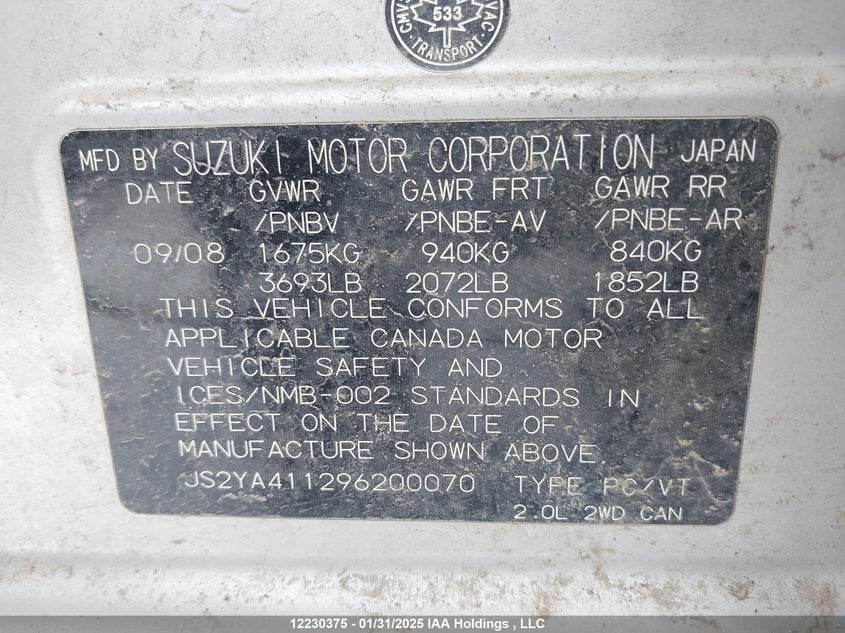 CMV 533 VAC
TRANSPORT
MFD BY SUZUKI MOTOR CORPORATION JAPAN
DATE GVWR GAWR FRT GAWR RR
/PNBV /PNBE-AV /PNBE-AR
09/08 1675KG 940KG 840KG
3693LB 2072LB 1852LB
THIS VEHICLE CONFORMS TO ALL
APPLICABLE CANADA MOTOR
VEHICLE SAFETY AND
ICES/NMB-002 STANDARDS IN
EFFECT ON THE DATE OF
MANUFACTURE SHOWN ABOVE.
JS2YA411296200070 TYPE PC/VT
2.0L 2WD CAN
12230375 - 01/31/2025 IAA Holdings , LLC